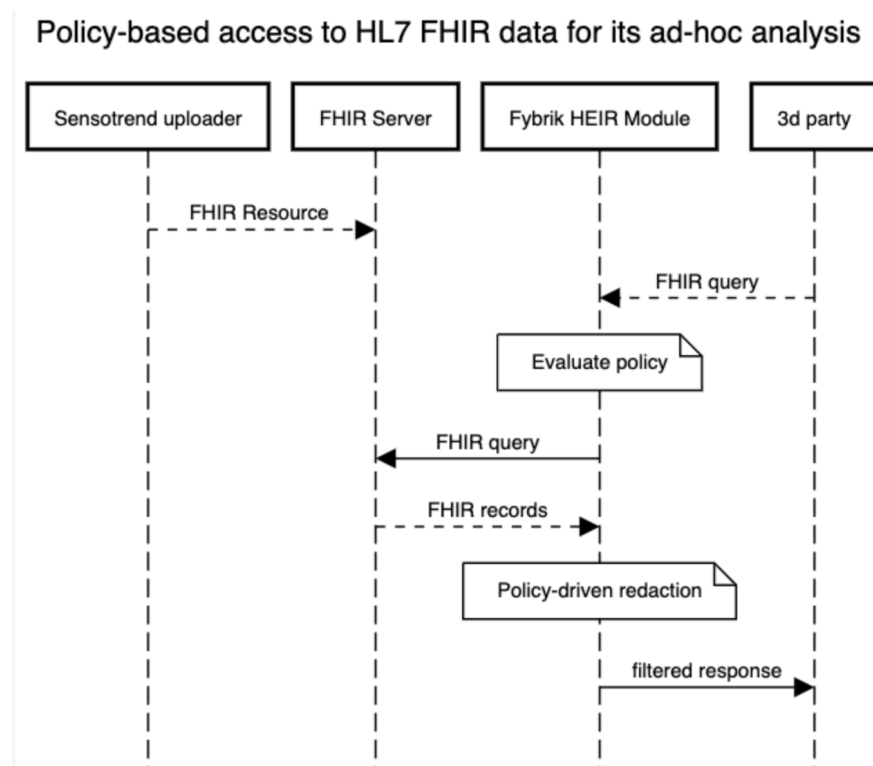 Policy-based access to HL7 FHIR data for its ad-hoc analysis
Sensotrend uploader
FHIR Server
Fybrik HEIR Module
3d party
FHIR Resource
FHIR query
Evaluate policy
FHIR query
FHIR records
Policy-driven redaction
filtered response